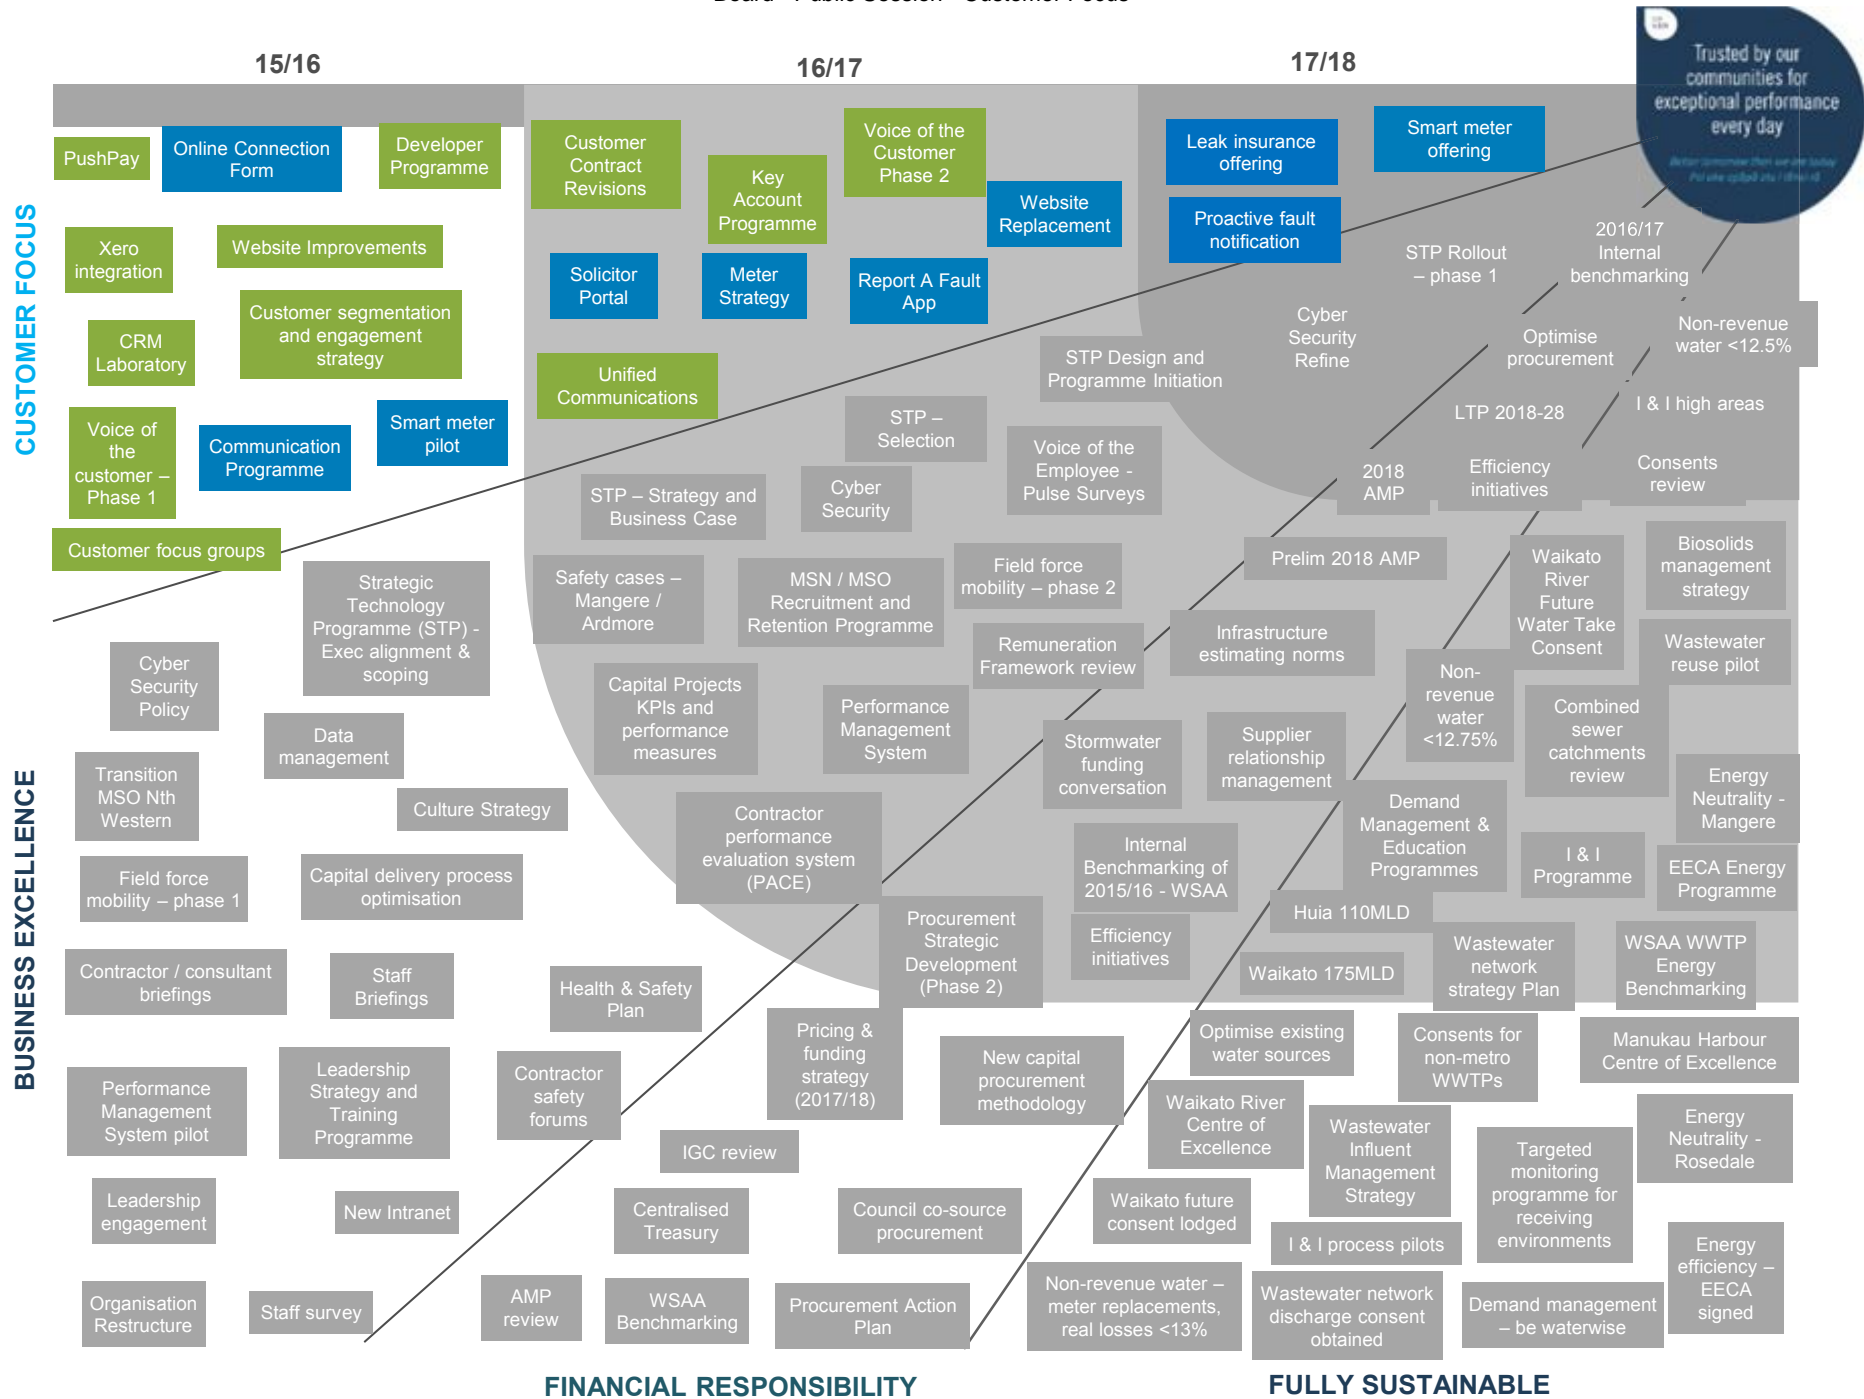 Board - Public Session - Customer Focus
15/16
16/17
17/18
Trusted by our
communities for
exceptional performance
every day
CUSTOMER FOCUS
BUSINESS EXCELLENCE
PushPay
Online Connection
Form
Developer
Programme
Xero
integration
Website Improvements
CRM
Laboratory
Customer segmentation
and engagement
strategy
Voice of
the
customer –
Phase 1
Communication
Programme
Smart meter
pilot
Customer focus groups
Customer
Contract
Revisions
Key
Account
Programme
Voice of the
Customer
Phase 2
Website
Replacement
Solicitor
Portal
Meter
Strategy
Report A Fault
App
Unified
Communications
Leak insurance
offering
Smart meter
offering
Proactive fault
notification
STP Rollout
– phase 1
2016/17
Internal
benchmarking
Cyber
Security
Refine
Optimise
procurement
Non-revenue
water <12.5%
STP Design and
Programme Initiation
LTP 2018-28
I & I high areas
STP –
Selection
Voice of the
Employee -
Pulse Surveys
2018
AMP
Efficiency
initiatives
Consents
review
STP – Strategy and
Business Case
Cyber
Security
Strategic
Technology
Programme (STP) -
Exec alignment &
scoping
Safety cases –
Mangere /
Ardmore
MSN / MSO
Recruitment and
Retention Programme
Field force
mobility – phase 2
Prelim 2018 AMP
Waikato
River
Future
Water Take
Consent
Biosolids
management
strategy
Cyber
Security
Policy
Remuneration
Framework review
Infrastructure
estimating norms
Wastewater
reuse pilot
Capital Projects
KPIs and
performance
measures
Performance
Management
System
Non-
revenue
water
<12.75%
Combined
sewer
catchments
review
Data
management
Stormwater
funding
conversation
Supplier
relationship
management
Transition
MSO Nth
Western
Culture Strategy
Contractor
performance
evaluation system
(PACE)
Demand
Management &
Education
Programmes
Energy
Neutrality -
Mangere
Internal
Benchmarking of
2015/16 - WSAA
I & I
Programme
EECA Energy
Programme
Field force
mobility – phase 1
Capital delivery process
optimisation
Huia 110MLD
Procurement
Strategic
Development
(Phase 2)
Efficiency
initiatives
Waikato 175MLD
Wastewater
network
strategy Plan
WSAA WWTP
Energy
Benchmarking
Contractor / consultant
briefings
Staff
Briefings
Health & Safety
Plan
Pricing &
funding
strategy
(2017/18)
New capital
procurement
methodology
Optimise existing
water sources
Consents for
non-metro
WWTPs
Manukau Harbour
Centre of Excellence
Performance
Management
System pilot
Leadership
Strategy and
Training
Programme
Contractor
safety
forums
Waikato River
Centre of
Excellence
Wastewater
Influent
Management
Strategy
Targeted
monitoring
programme for
receiving
environments
Energy
Neutrality -
Rosedale
IGC review
Leadership
engagement
New Intranet
Centralised
Treasury
Council co-source
procurement
Waikato future
consent lodged
I & I process pilots
Energy
efficiency –
EECA
signed
Organisation
Restructure
Staff survey
AMP
review
WSAA
Benchmarking
Procurement Action
Plan
Non-revenue water –
meter replacements,
real losses <13%
Wastewater network
discharge consent
obtained
Demand management
– be waterwise
FINANCIAL RESPONSIBILITY
FULLY SUSTAINABLE